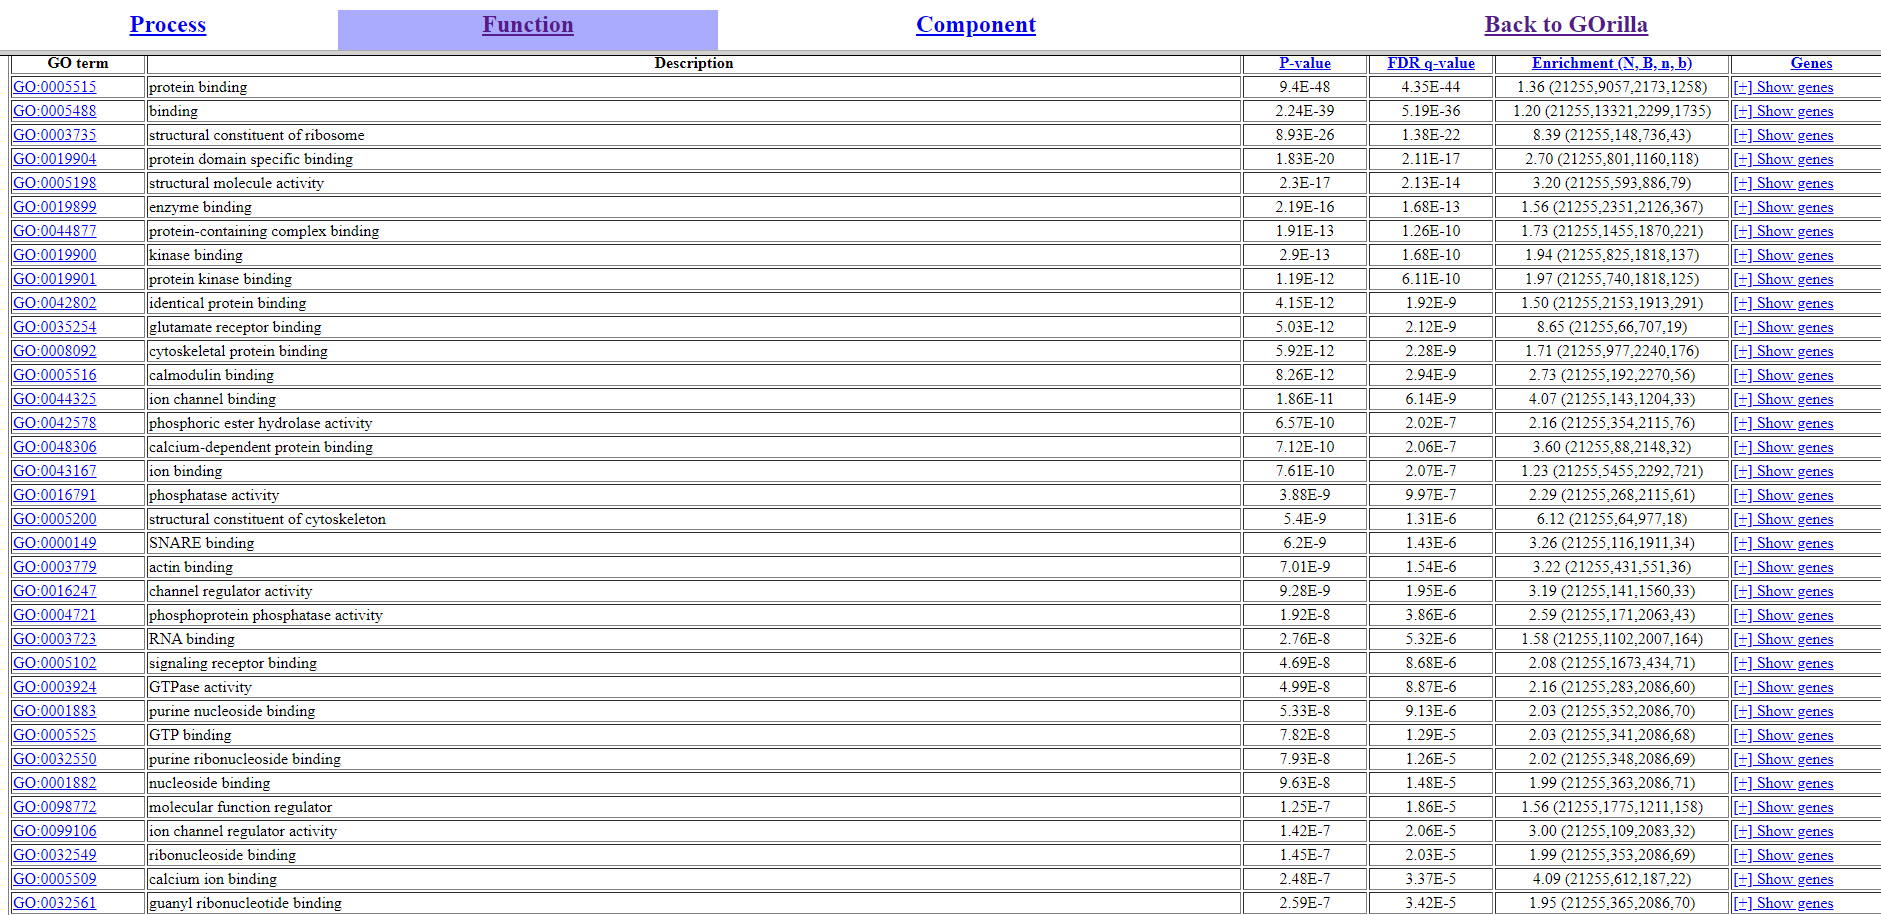 Process Function Component Back to GOrilla
GO term Description P-value FDR q-value Enrichment (N, B, n, b) Genes
GO:0005515 protein binding 9.4E-48 4.35E-44 1.36 (21255,9057,2173,1258) [+] Show genes
GO:0005488 binding 2.24E-39 5.19E-36 1.20 (21255,13321,2299,1735) [+] Show genes
GO:0003735 structural constituent of ribosome 8.93E-26 1.38E-22 8.39 (21255,148,736,43) [+] Show genes
GO:0019904 protein domain specific binding 1.83E-20 2.11E-17 2.70 (21255,801,1160,118) [+] Show genes
GO:0005198 structural molecule activity 2.3E-17 2.13E-14 3.20 (21255,593,886,79) [+] Show genes
GO:0019899 enzyme binding 2.19E-16 1.68E-13 1.56 (21255,2351,2126,367) [+] Show genes
GO:0044877 protein-containing complex binding 1.91E-13 1.26E-10 1.73 (21255,1455,1870,221) [+] Show genes
GO:0019900 kinase binding 2.9E-13 1.68E-10 1.94 (21255,825,1818,137) [+] Show genes
GO:0019901 protein kinase binding 1.19E-12 6.11E-10 1.97 (21255,740,1818,125) [+] Show genes
GO:0042802 identical protein binding 4.15E-12 1.92E-9 1.50 (21255,2153,1913,291) [+] Show genes
GO:0035254 glutamate receptor binding 5.03E-12 2.12E-9 8.65 (21255,66,707,19) [+] Show genes
GO:0008092 cytoskeletal protein binding 5.92E-12 2.28E-9 1.71 (21255,977,2240,176) [+] Show genes
GO:0005516 calmodulin binding 8.26E-12 2.94E-9 2.73 (21255,192,2270,56) [+] Show genes
GO:0044325 ion channel binding 1.86E-11 6.14E-9 4.07 (21255,143,1204,33) [+] Show genes
GO:0042578 phosphoric ester hydrolase activity 6.57E-10 2.02E-7 2.16 (21255,354,2115,76) [+] Show genes
GO:0048306 calcium-dependent protein binding 7.12E-10 2.06E-7 3.60 (21255,88,2148,32) [+] Show genes
GO:0043167 ion binding 7.61E-10 2.07E-7 1.23 (21255,5455,2292,721) [+] Show genes
GO:0016791 phosphatase activity 3.88E-9 9.97E-7 2.29 (21255,268,2115,61) [+] Show genes
GO:0005200 structural constituent of cytoskeleton 5.4E-9 1.31E-6 6.12 (21255,64,977,18) [+] Show genes
GO:0000149 SNARE binding 6.2E-9 1.43E-6 3.26 (21255,116,1911,34) [+] Show genes
GO:0003779 actin binding 7.01E-9 1.54E-6 3.22 (21255,431,551,36) [+] Show genes
GO:0016247 channel regulator activity 9.28E-9 1.95E-6 3.19 (21255,141,1560,33) [+] Show genes
GO:0004721 phosphoprotein phosphatase activity 1.92E-8 3.86E-6 2.59 (21255,171,2063,43) [+] Show genes
GO:0003723 RNA binding 2.76E-8 5.32E-6 1.58 (21255,1102,2007,164) [+] Show genes
GO:0005102 signaling receptor binding 4.69E-8 8.68E-6 2.08 (21255,1673,434,71) [+] Show genes
GO:0003924 GTPase activity 4.99E-8 8.87E-6 2.16 (21255,283,2086,60) [+] Show genes
GO:0001883 purine nucleoside binding 5.33E-8 9.13E-6 2.03 (21255,352,2086,70) [+] Show genes
GO:0005525 GTP binding 7.82E-8 1.29E-5 2.03 (21255,341,2086,68) [+] Show genes
GO:0032550 purine ribonucleoside binding 7.93E-8 1.26E-5 2.02 (21255,348,2086,69) [+] Show genes
GO:0001882 nucleoside binding 9.63E-8 1.48E-5 1.99 (21255,363,2086,71) [+] Show genes
GO:0098772 molecular function regulator 1.25E-7 1.86E-5 1.56 (21255,1775,1211,158) [+] Show genes
GO:0099106 ion channel regulator activity 1.42E-7 2.06E-5 3.00 (21255,109,2083,32) [+] Show genes
GO:0032549 ribonucleoside binding 1.45E-7 2.03E-5 1.99 (21255,353,2086,69) [+] Show genes
GO:0005509 calcium ion binding 2.48E-7 3.37E-5 4.09 (21255,612,187,22) [+] Show genes
GO:0032561 guanyl ribonucleotide binding 2.59E-7 3.42E-5 1.95 (21255,365,2086,70) [+] Show genes